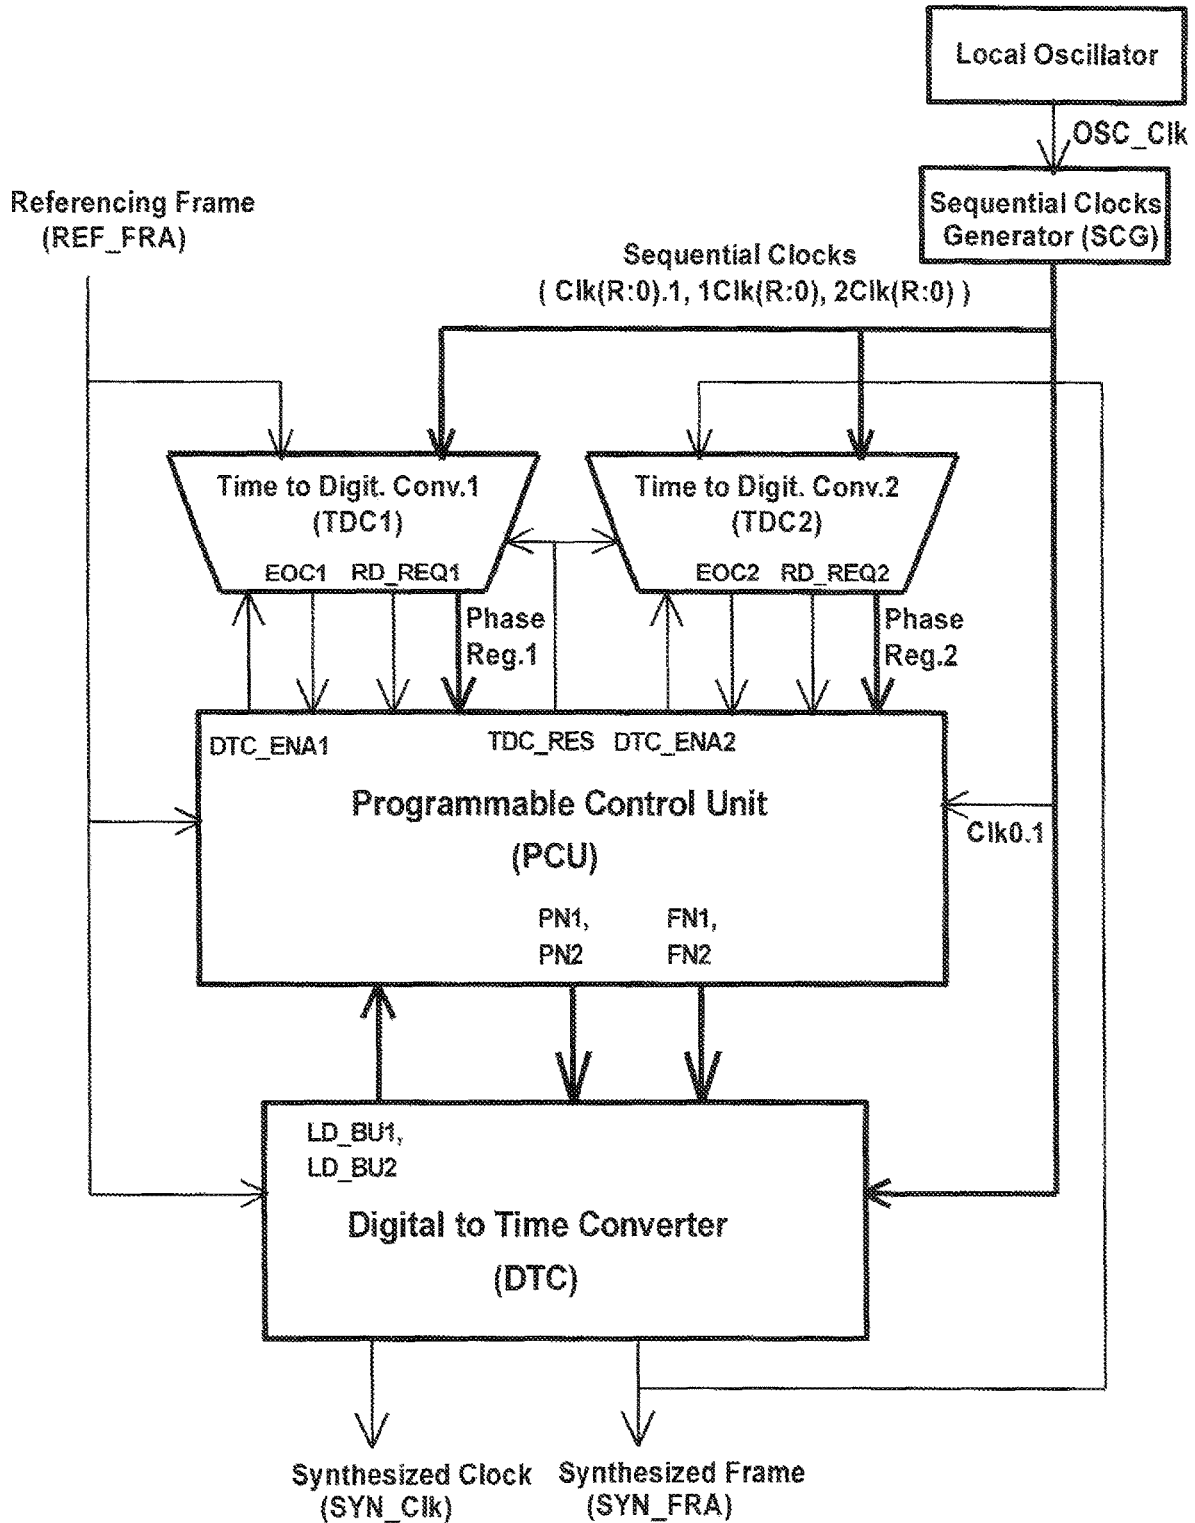 Local Oscillator
OSC_Clk
Referencing Frame
(REF_FRA)
Sequential Clocks
Generator (SCG)
Sequential Clocks
( Clk(R:0).1, 1Clk(R:0), 2Clk(R:0) )
Time to Digit. Conv.1
(TDC1)
EOC1 RD_REQ1
Time to Digit. Conv.2
(TDC2)
EOC2 RD_REQ2
Phase
Reg.1
Phase
Reg.2
DTC_ENA1
TDC_RES
DTC_ENA2
Programmable Control Unit
(PCU)
Clk0.1
PN1,
PN2
FN1,
FN2
LD_BU1,
LD_BU2
Digital to Time Converter
(DTC)
Synthesized Clock
(SYN_Clk)
Synthesized Frame
(SYN_FRA)